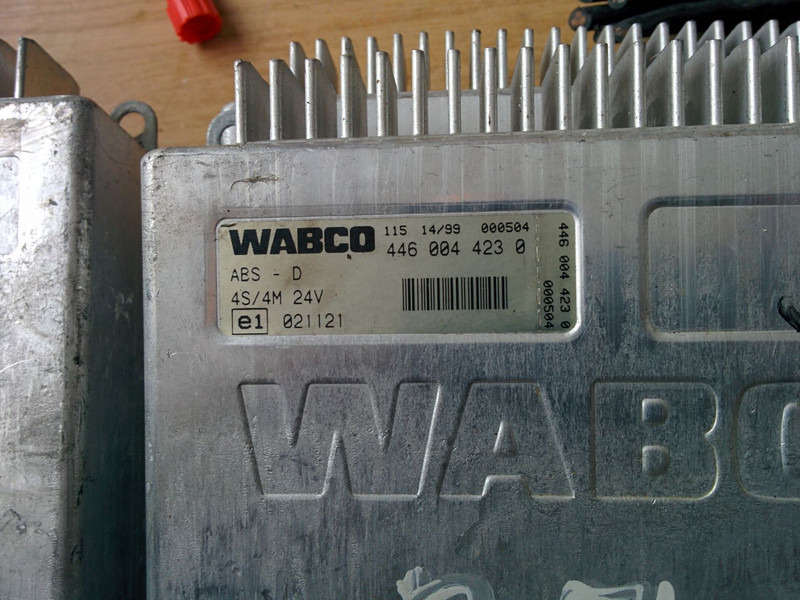 WABCO 115 14/99 000504
446 004 423 0
ABS - D
4S/4M 24V
e1 021121
446 004 423 0
000504
WABC